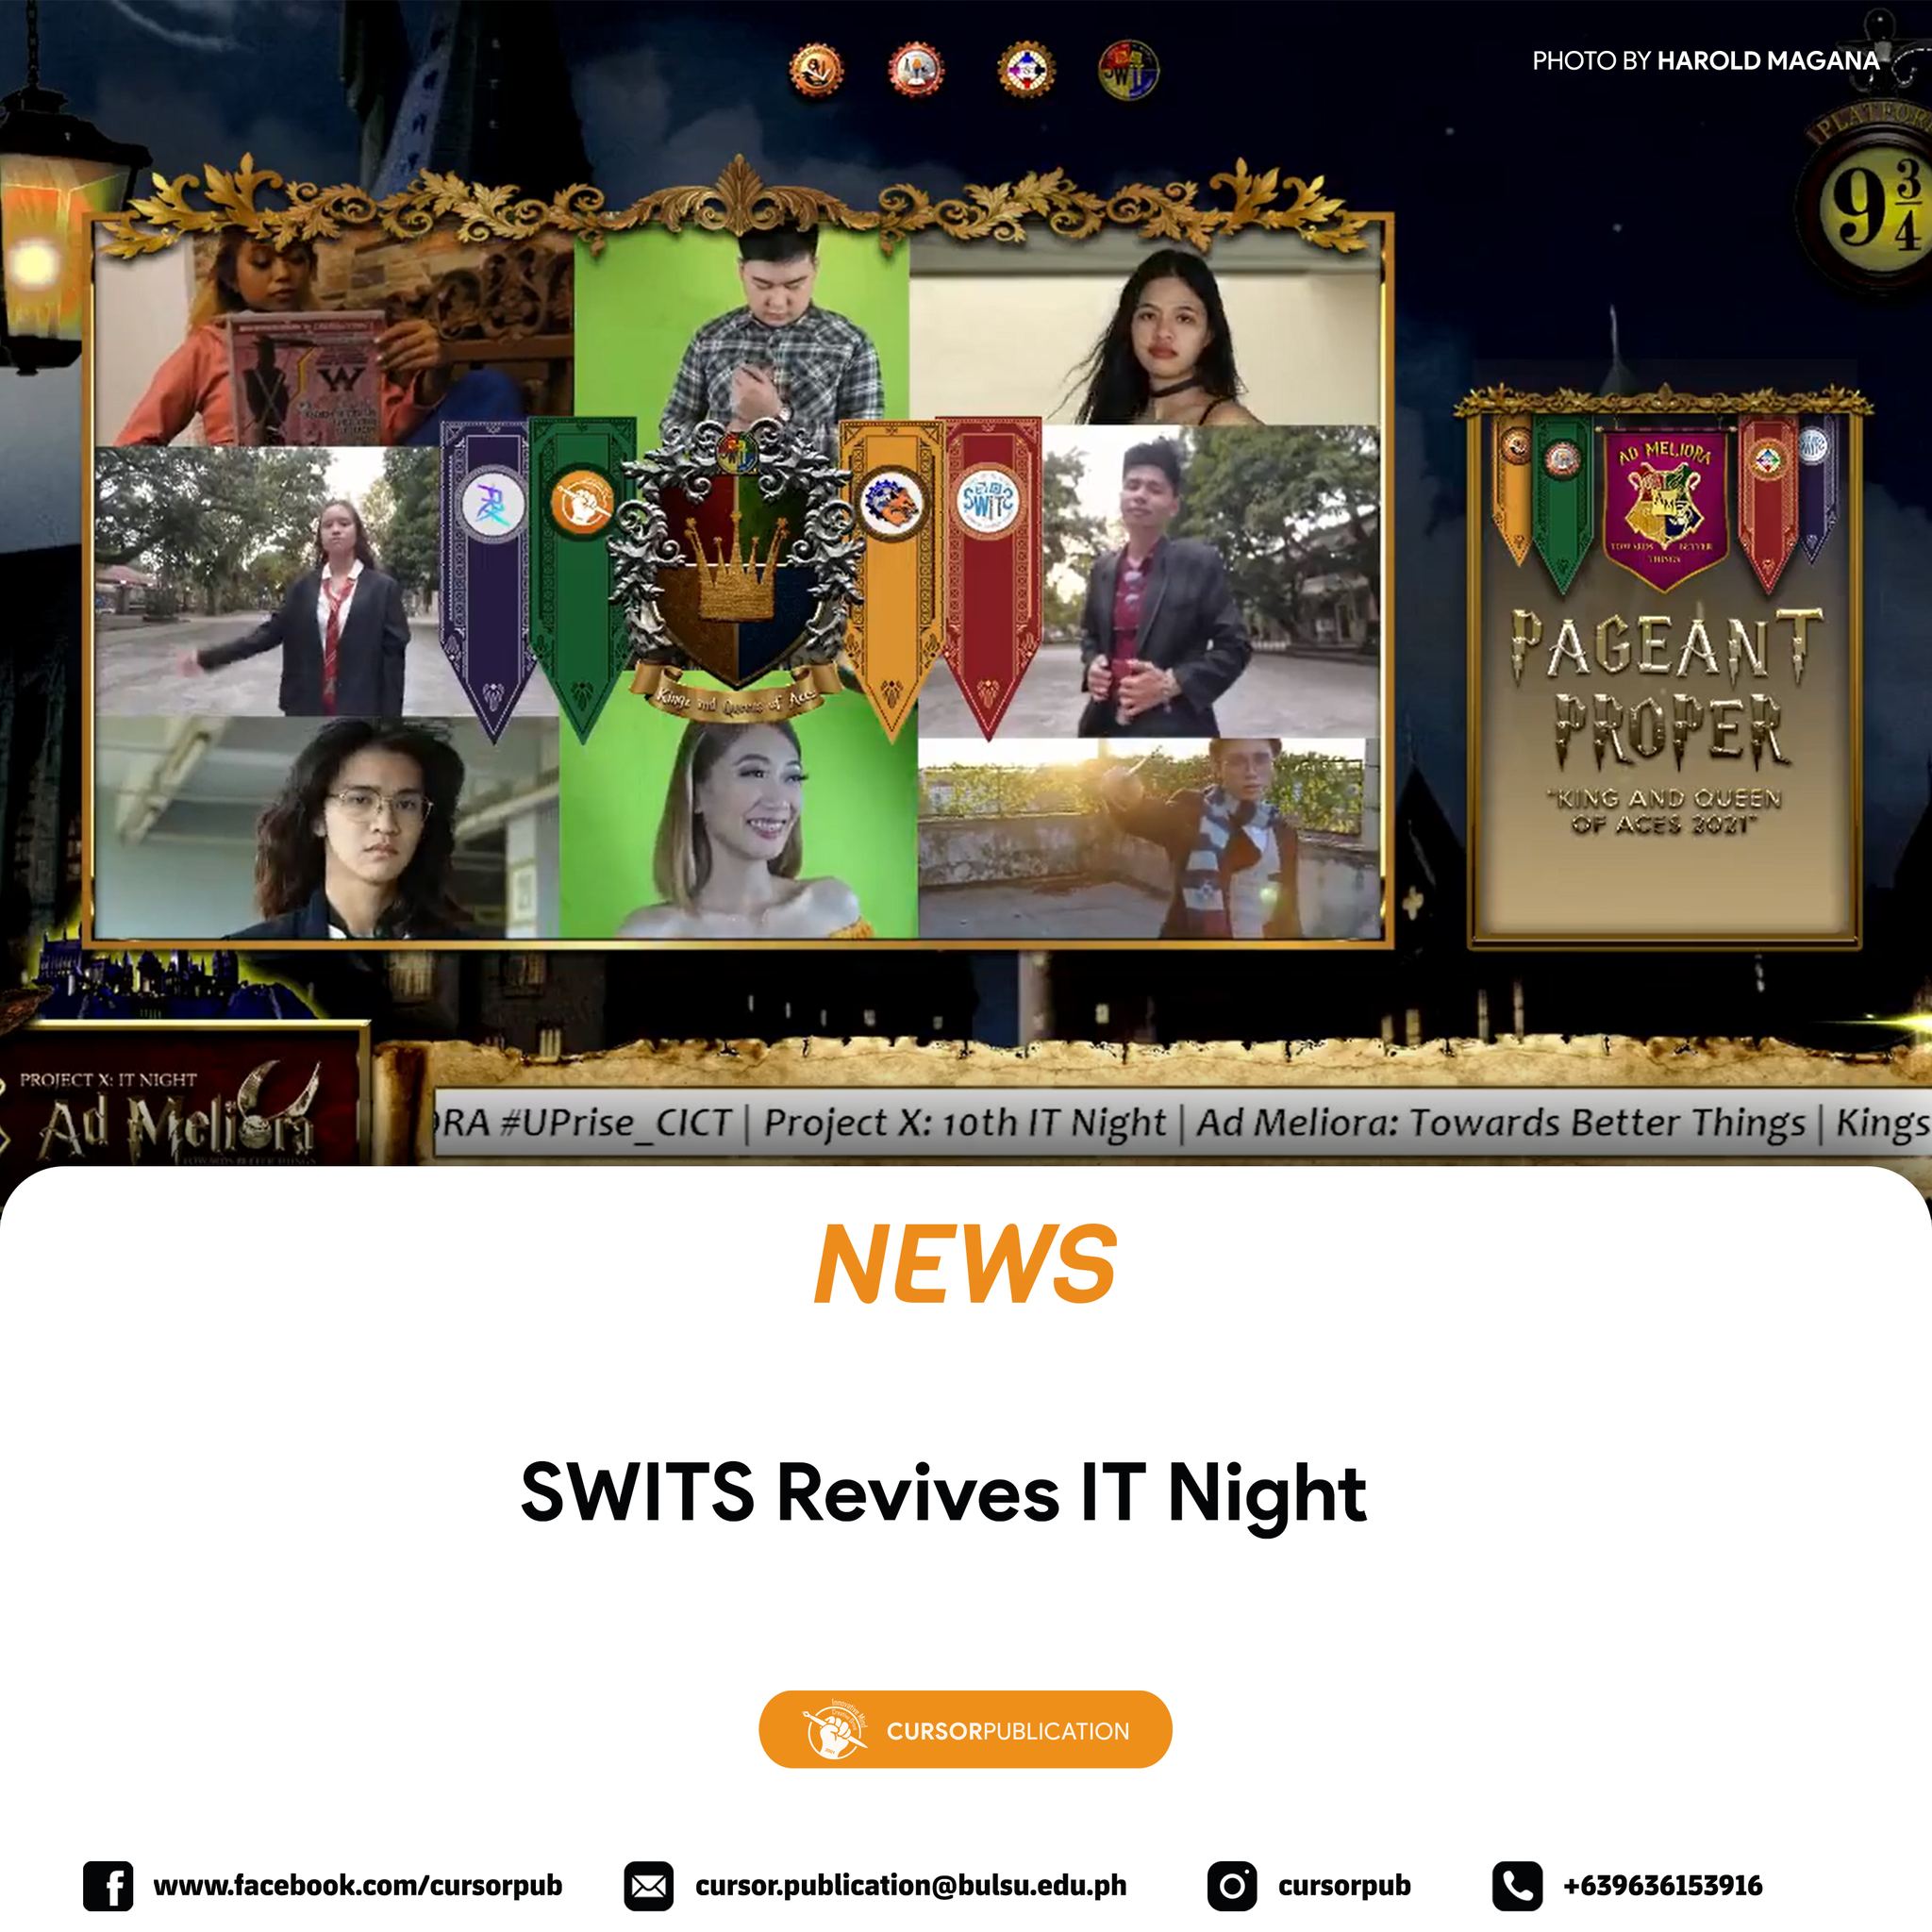 PHOTO BY HAROLD MAGANA
PLATFOR
9 3/4
W
SWITS
Kings and Queens of Aces
AD MELIORA
TOWARDS BETTER
THINGS
PAGEANT
PROPER
"KING AND QUEEN
OF ACES 2021"
PROJECT X: IT NIGHT
Ad Meliora
TOWARDS BETTER THINGS
ORA #UPrise_CICT | Project X: 10th IT Night | Ad Meliora: Towards Better Things | Kings
NEWS
SWITS Revives IT Night
CURSORPUBLICATION
www.facebook.com/cursorpub
cursor.publication@bulsu.edu.ph
cursorpub
+639636153916